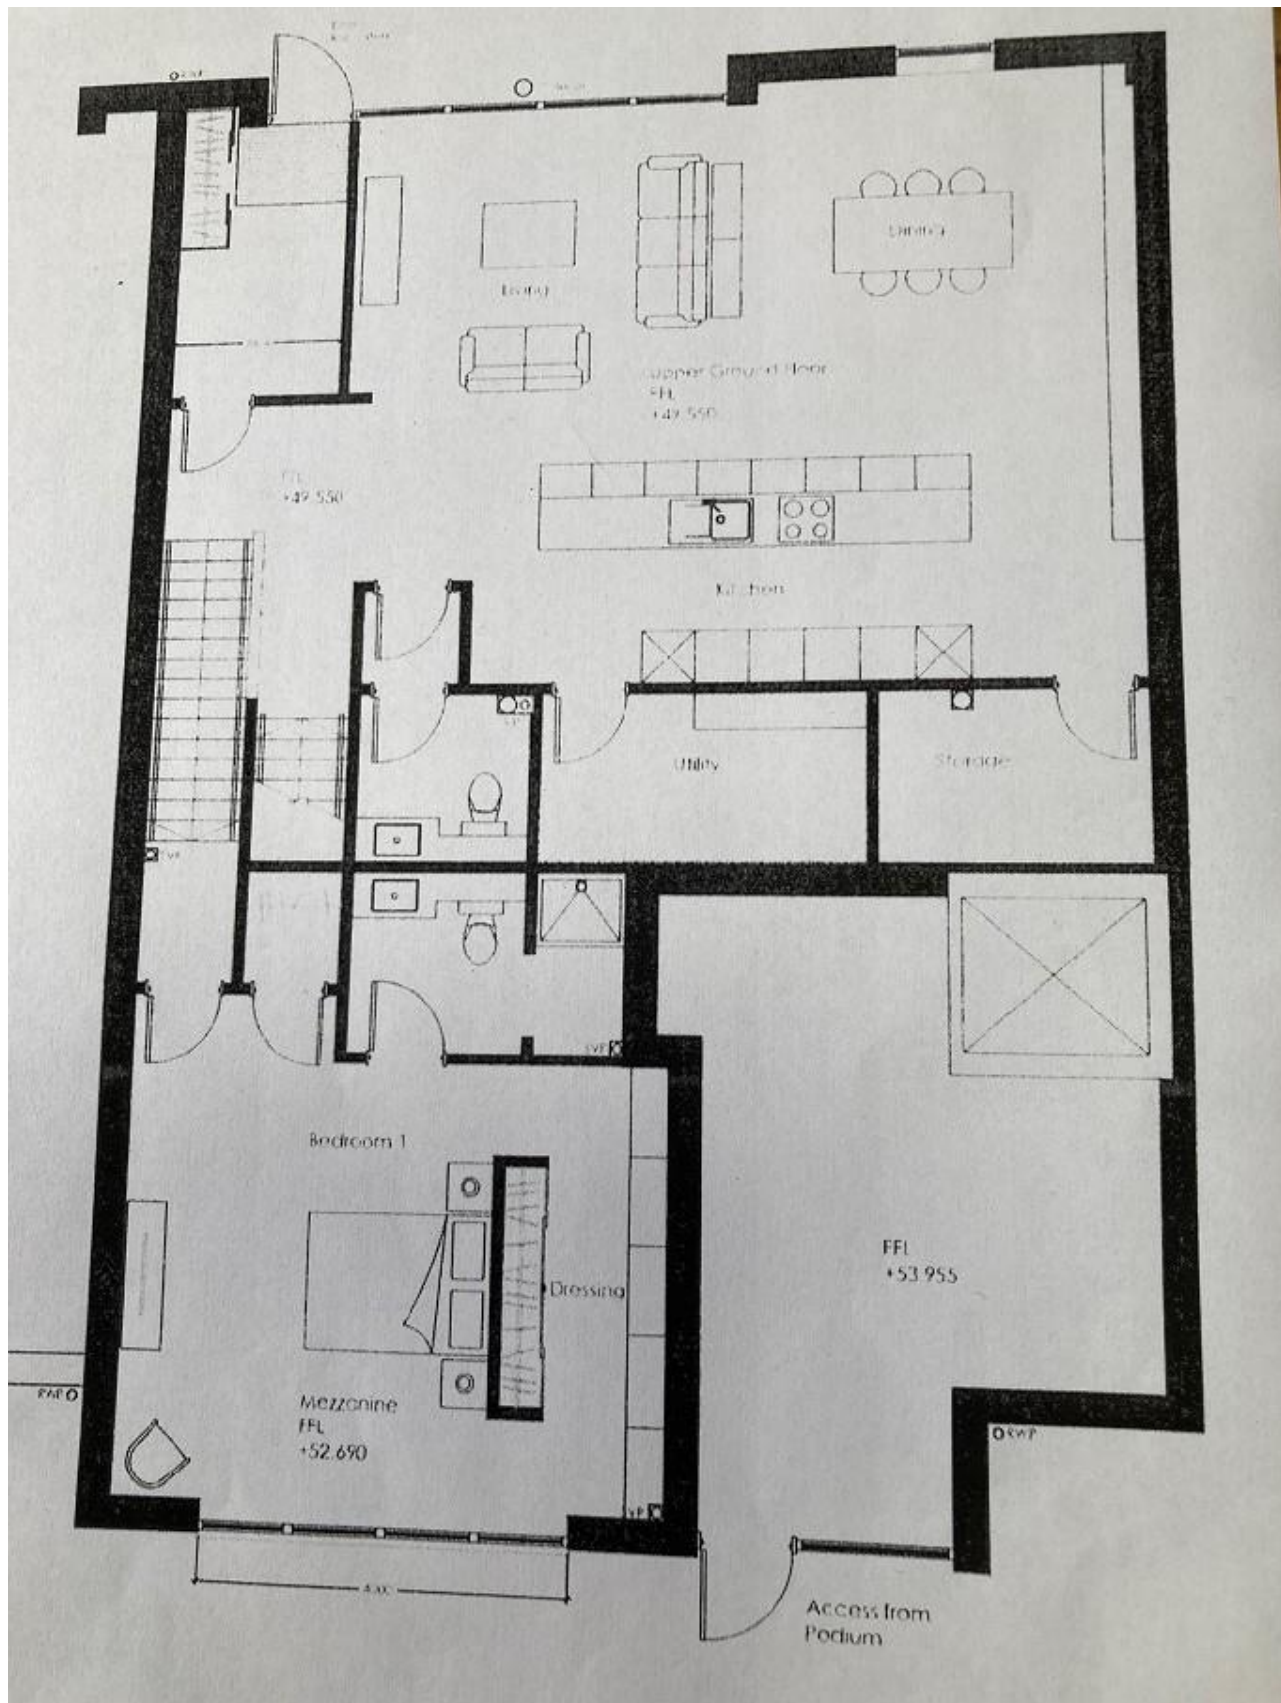 RWP
Living
Dining
Upper Ground Floor
FFL
+49.550
FFL
+49.550
Kitchen
Utility
Storage
SVP
SVP
Bedroom 1
Dressing
FFL
+53.955
Mezzanine
FFL
+52.690
RWP
RWP
SVP
Access from
Podium